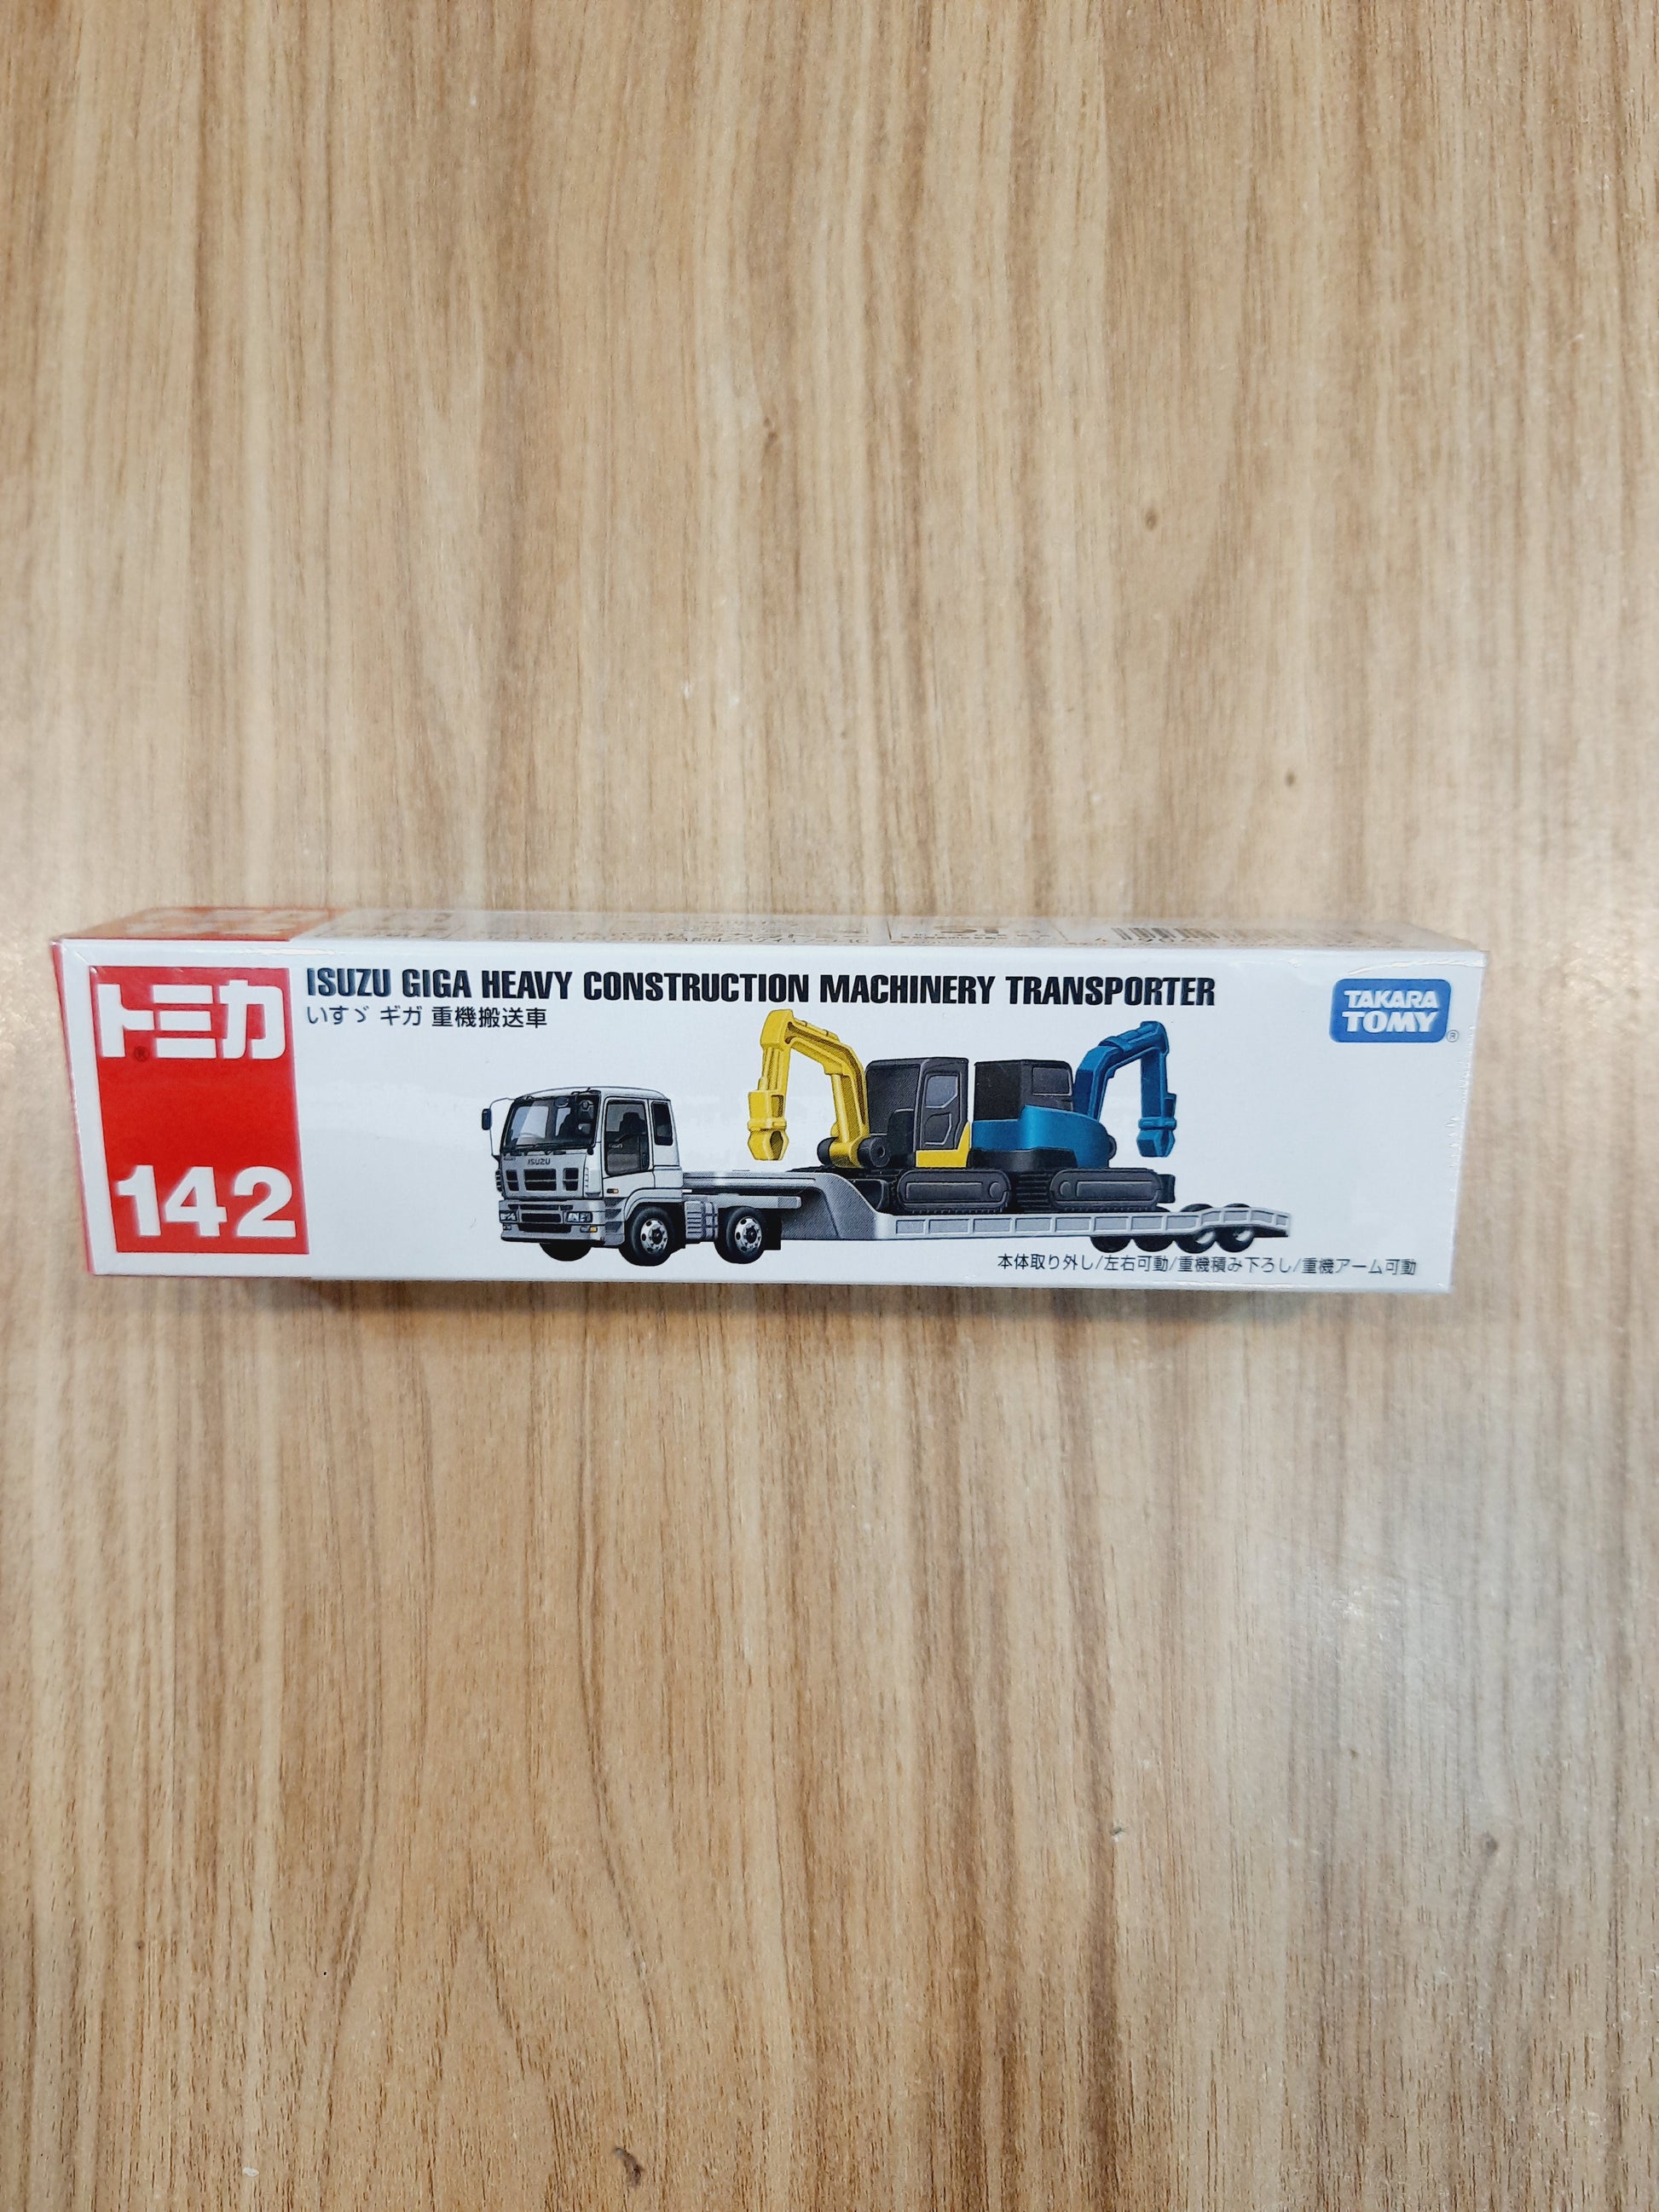 トミカ
142
ISUZU GIGA HEAVY CONSTRUCTION MACHINERY TRANSPORTER
いすゞ ギガ 重機搬送車
TAKARA
TOMY
ISUZU
本体取り外し/左右可動/重機積み下ろし/重機アーム可動